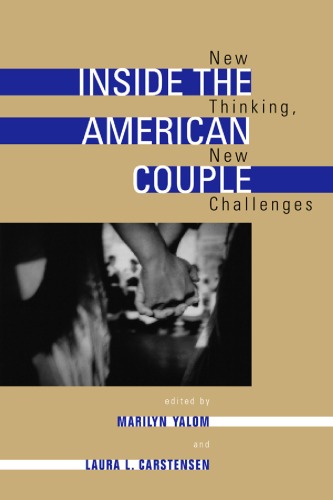 New
INSIDE THE
Thinking,
AMERICAN
New
COUPLE
Challenges
edited by
MARILYN YALOM
and
LAURA L. CARSTENSEN